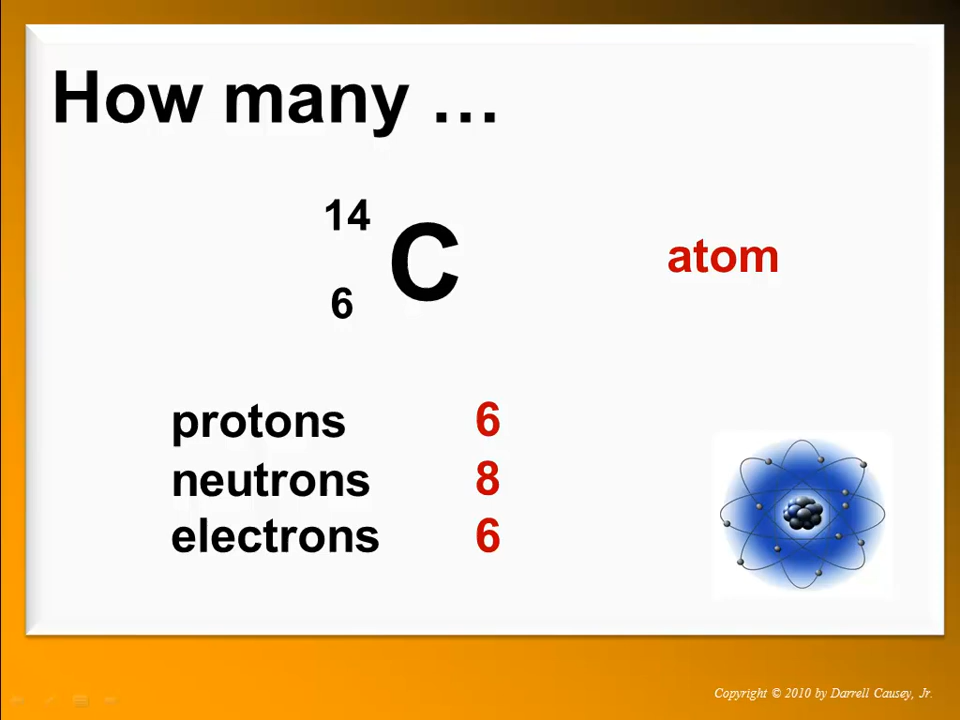 How many …
14
C
6
atom
protons 6
neutrons 8
electrons 6
Copyright © 2010 by Darrell Causey, Jr.